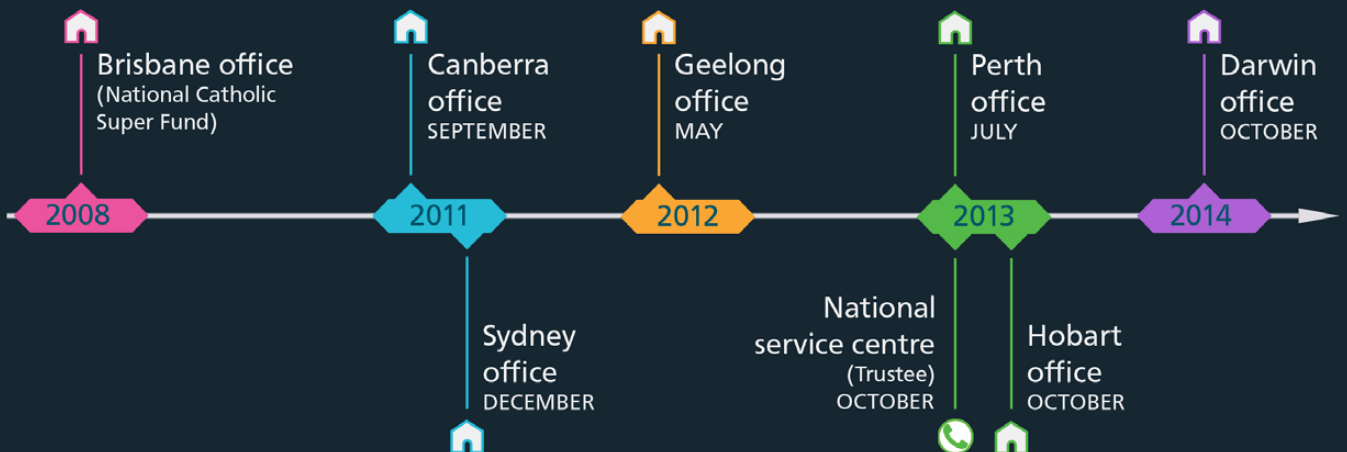 Brisbane office
(National Catholic
Super Fund)
Canberra
office
SEPTEMBER
Geelong
office
MAY
Perth
office
JULY
Darwin
office
OCTOBER
2008
2011
2012
2013
2014
Sydney
office
DECEMBER
National
service centre
(Trustee)
OCTOBER
Hobart
office
OCTOBER